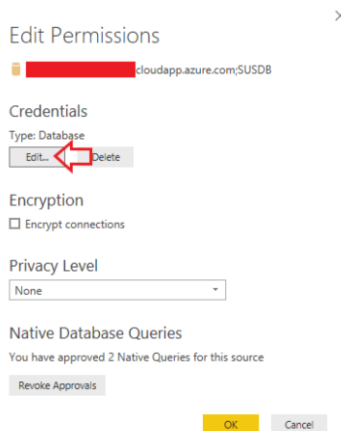 Edit Permissions
cloudapp.azure.com;SUSDB
Credentials
Type: Database
Edit...
Delete
Encryption
Encrypt connections
Privacy Level
None
Native Database Queries
You have approved 2 Native Queries for this source
Revoke Approvals
OK
Cancel